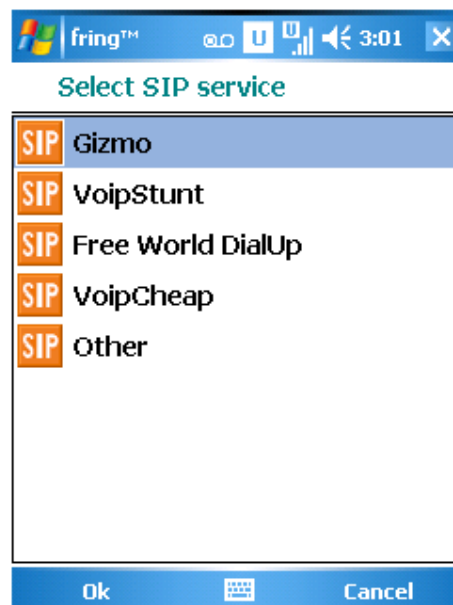 fring™ U U 3:01
Select SIP service
SIP Gizmo
SIP VoipStunt
SIP Free World DialUp
SIP VoipCheap
SIP Other
Ok Cancel